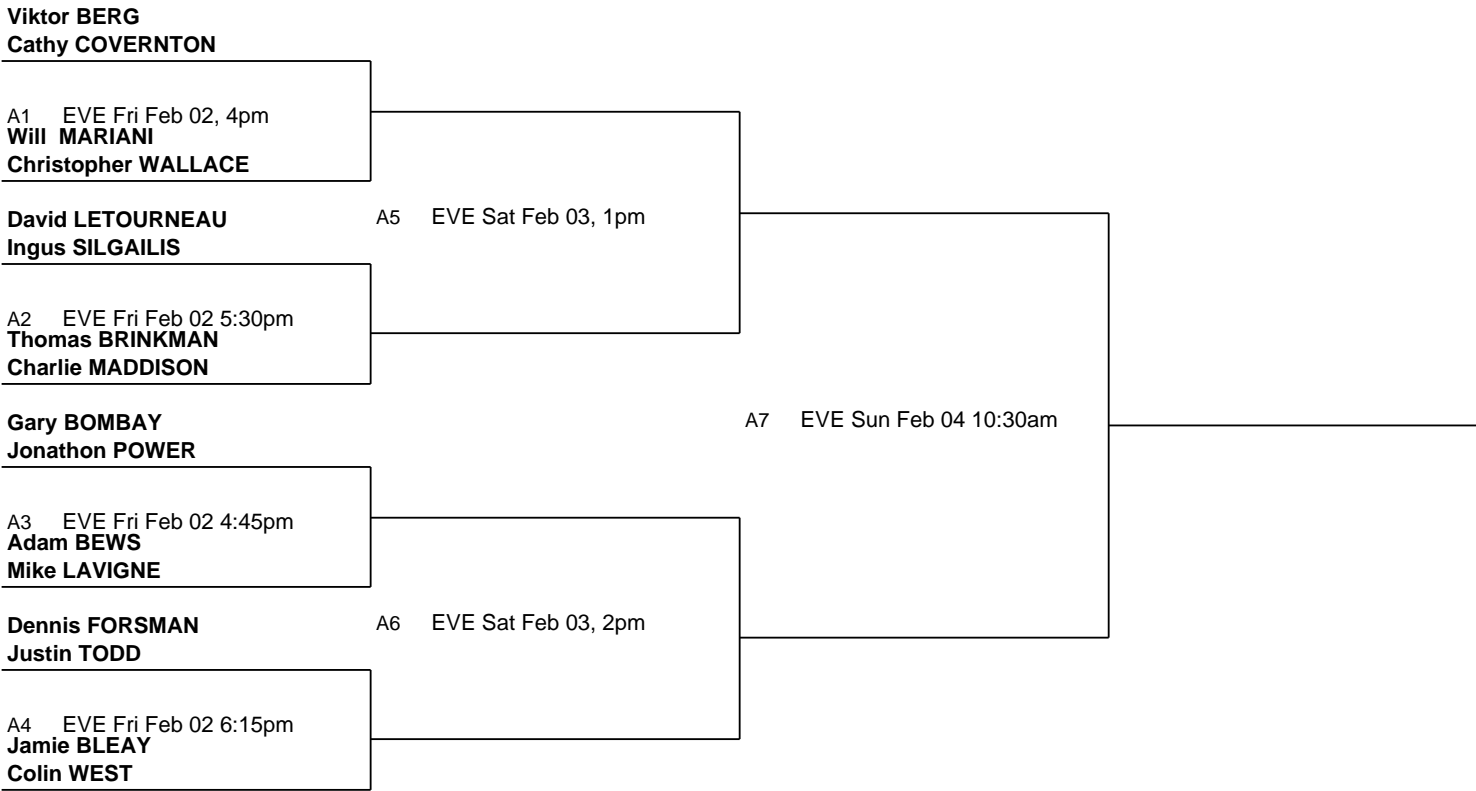 Viktor BERG
Cathy COVERNTON
A1 EVE Fri Feb 02, 4pm
Will  MARIANI
Christopher WALLACE
David LETOURNEAU
Ingus SILGAILIS
A5 EVE Sat Feb 03, 1pm
A2 EVE Fri Feb 02 5:30pm
Thomas BRINKMAN
Charlie MADDISON
Gary BOMBAY
Jonathon POWER
A7 EVE Sun Feb 04 10:30am
A3 EVE Fri Feb 02 4:45pm
Adam BEWS
Mike LAVIGNE
Dennis FORSMAN
Justin TODD
A6 EVE Sat Feb 03, 2pm
A4 EVE Fri Feb 02 6:15pm
Jamie BLEAY
Colin WEST